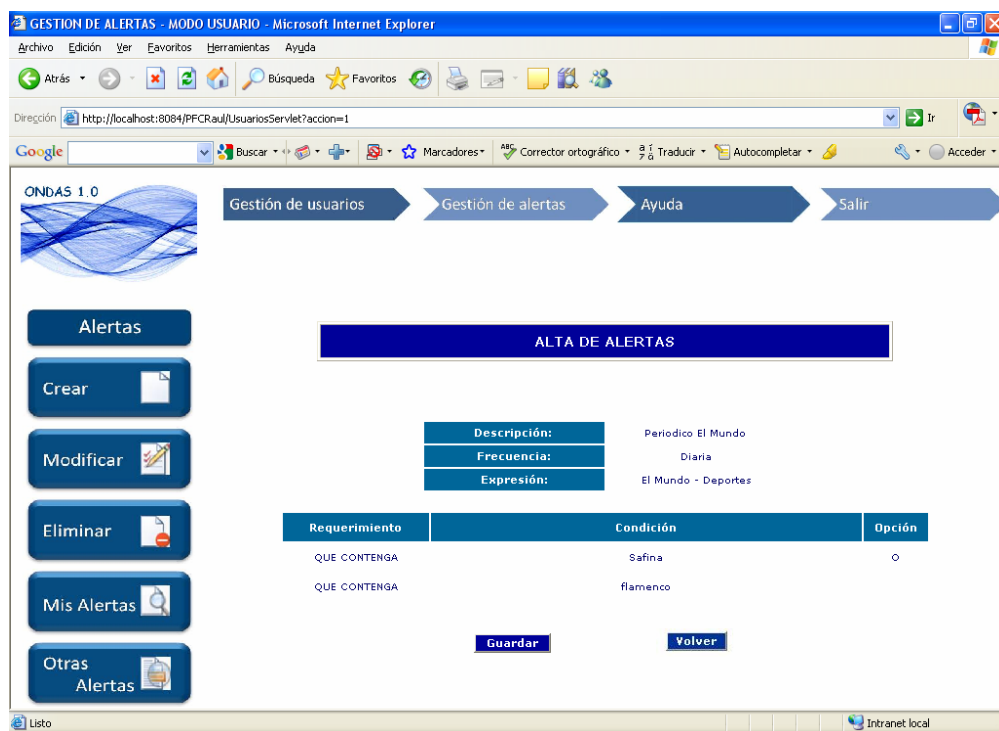 GESTION DE ALERTAS - MODO USUARIO - Microsoft Internet Explorer
Archivo Edición Ver Favoritos Herramientas Ayuda
Atrás Búsqueda Favoritos
Dirección http://localhost:8084/PFCRaul/UsuariosServlet?accion=1 Ir
Google Buscar Marcadores ABC Corrector ortográfico Traducir Autocompletar Acceder
ONDAS 1.0
Gestión de usuarios Gestión de alertas Ayuda Salir
Alertas
ALTA DE ALERTAS
Crear
Descripción: Periodico El Mundo
Modificar
Frecuencia: Diaria
Expresión: El Mundo - Deportes
Requerimiento Condición Opción
Eliminar
QUE CONTENGA Safina O
QUE CONTENGA flamenco
Mis Alertas
Guardar Volver
Otras
Alertas
Listo Intranet local